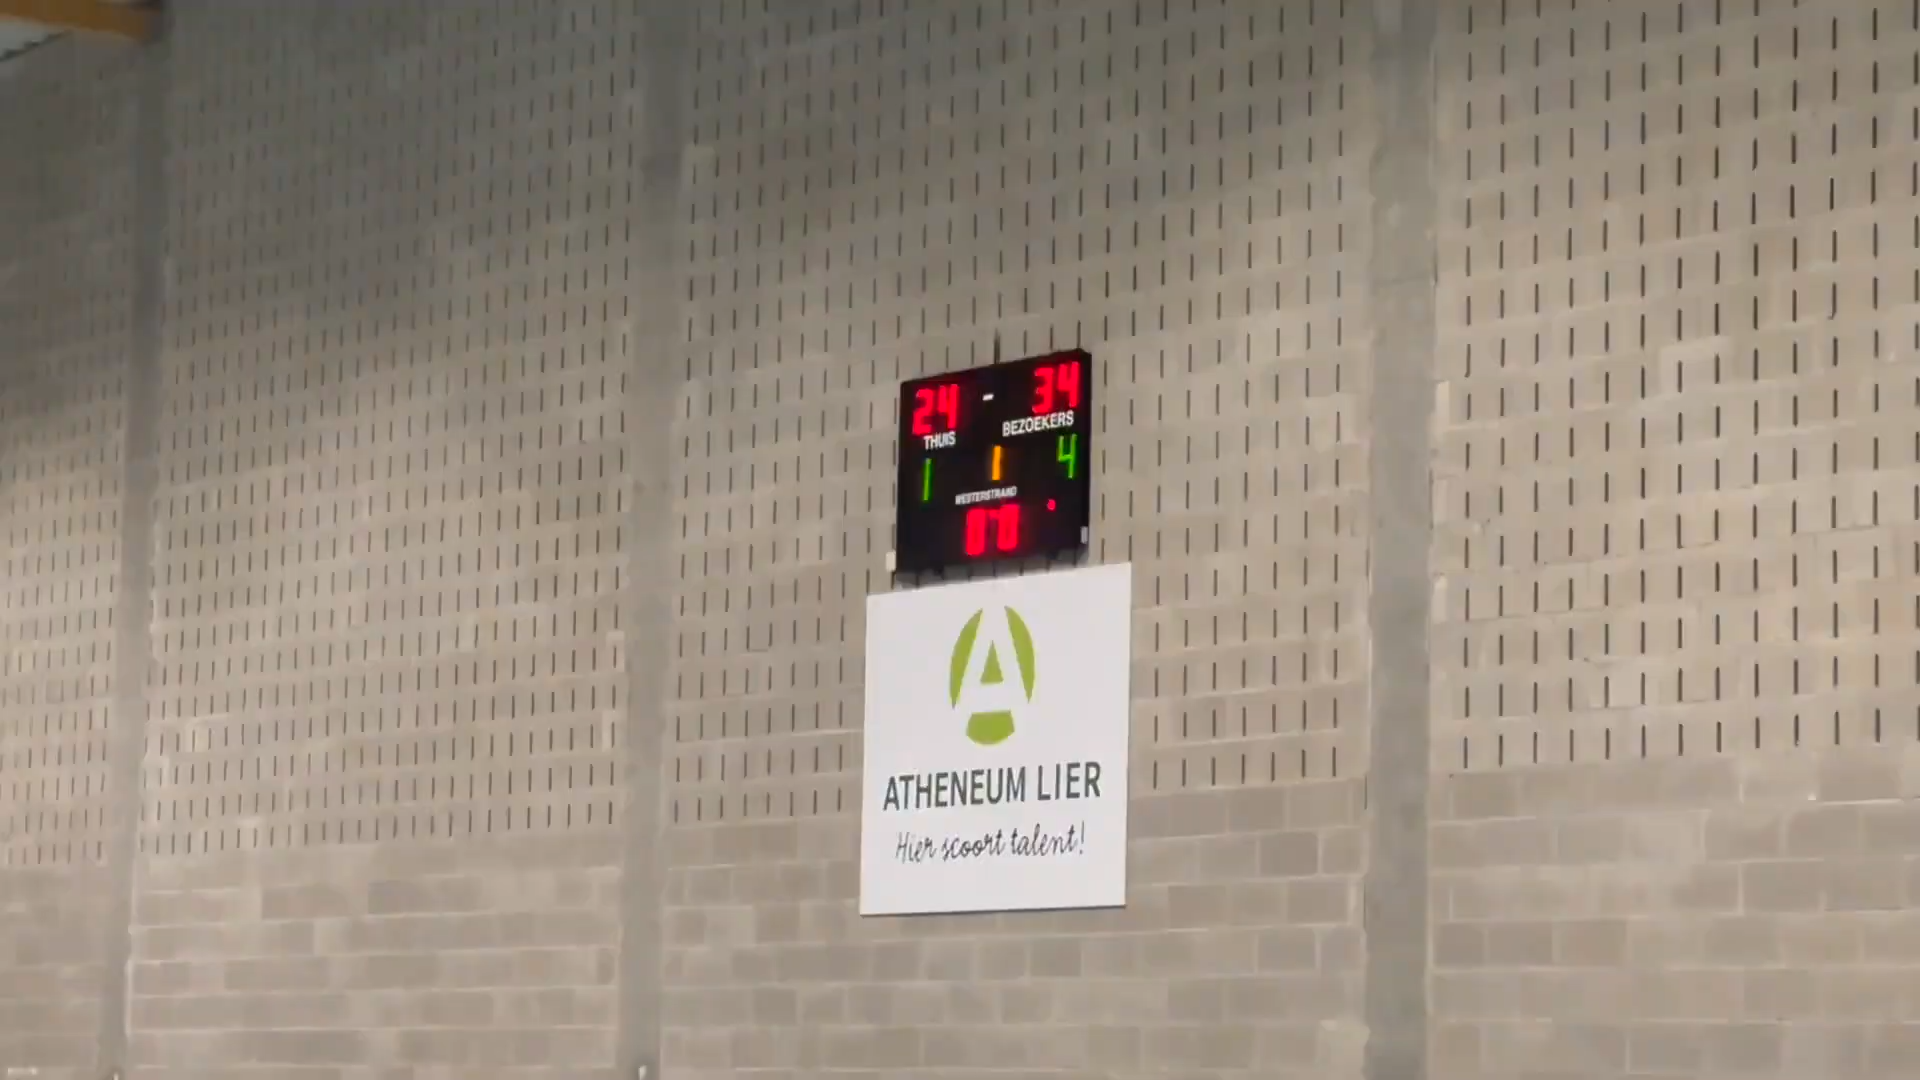 24 - 34
THUIS BEZOEKERS
1 1 4
WESTERSTRAND
0:0
ATHENEUM LIER
Hier scoort talent!